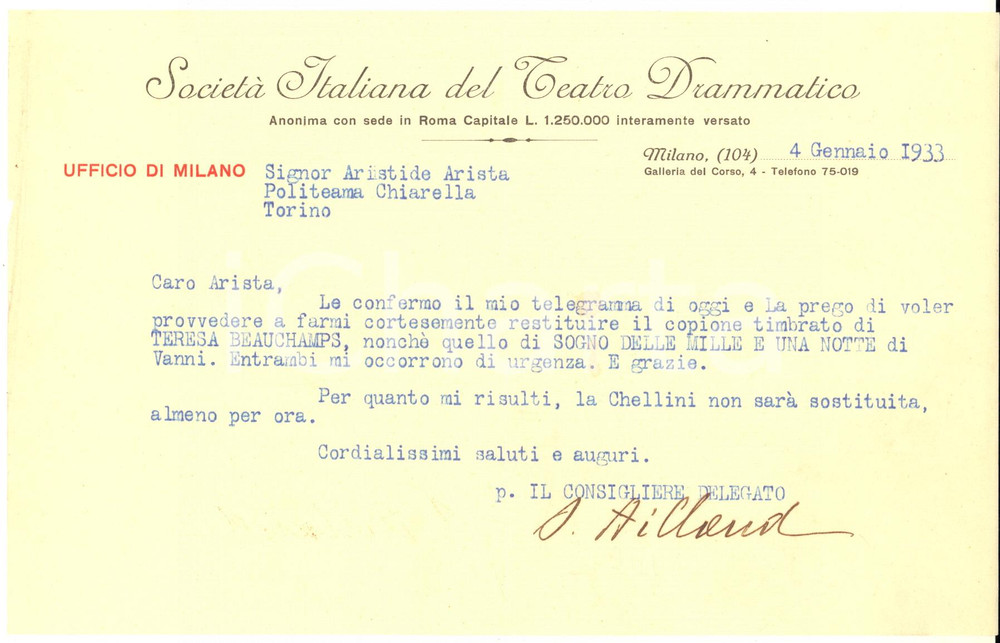 Società Italiana del Teatro Drammatico
Anonima con sede in Roma Capitale L. 1.250.000 interamente versato
Milano, (104) 4 Gennaio 1933
Galleria del Corso, 4 - Telefono 75-019
UFFICIO DI MILANO
Signor Aristide Arista
Politeama Chiarella
Torino
Caro Arista,
Le confermo il mio telegramma di oggi e La prego di voler
provvedere a farmi cortesemente restituire il copione timbrato di
TERESA BEAUCHAMPS, nonchè quello di SOGNO DELLE MILLE E UNA NOTTE di
Vanni. Entrambi mi occorrono di urgenza. E grazie.
Per quanto mi risulti, la Chellini non sarà sostituita,
almeno per ora.
Cordialissimi saluti e auguri.
p. IL CONSIGLIERE DELEGATO